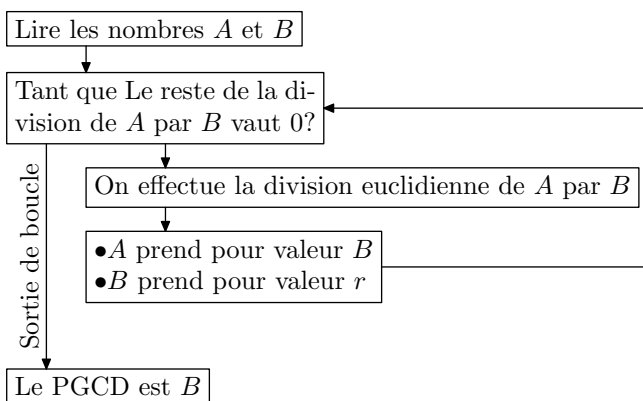 Lire les nombres A et B
Tant que Le reste de la di-
vision de A par B vaut 0?
Sortie de boucle
On effectue la division euclidienne de A par B
●A prend pour valeur B
●B prend pour valeur r
Le PGCD est B